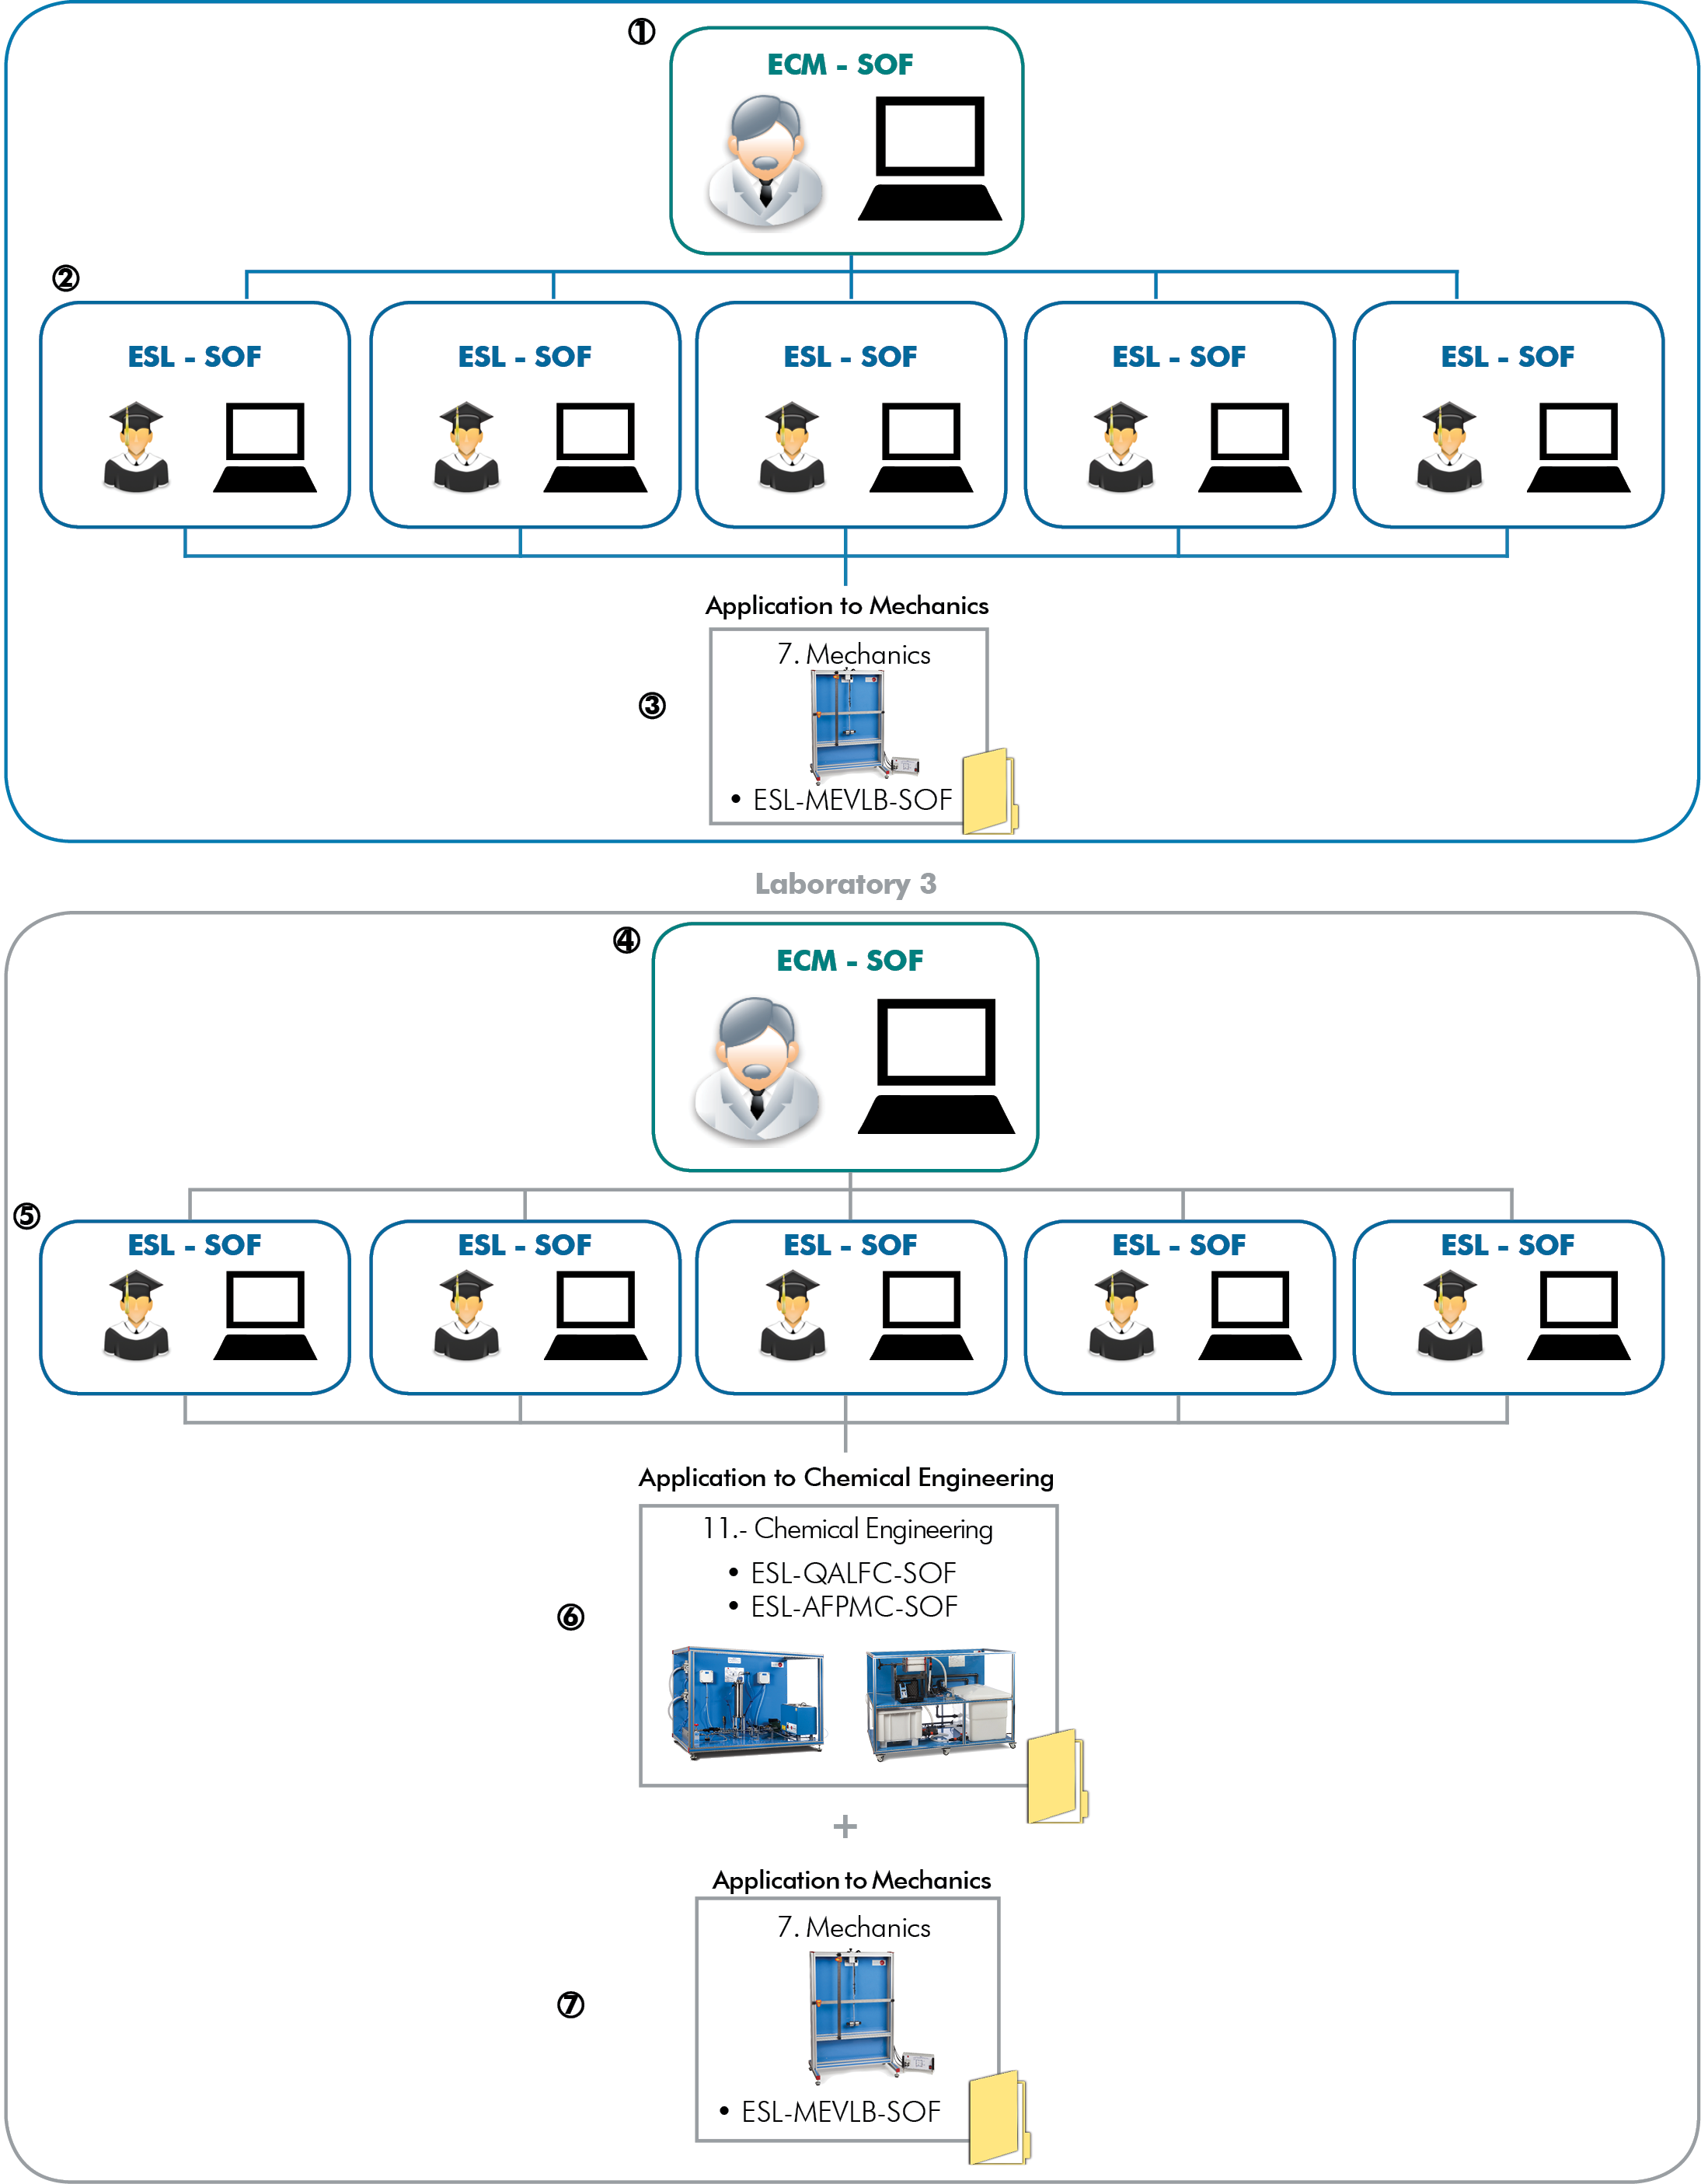 ①
ECM - SOF
②
ESL - SOF
ESL - SOF
ESL - SOF
ESL - SOF
ESL - SOF
Application to Mechanics
7. Mechanics
③
• ESL-MEVLB-SOF
Laboratory 3
④
ECM - SOF
⑤
ESL - SOF
ESL - SOF
ESL - SOF
ESL - SOF
ESL - SOF
Application to Chemical Engineering
11.- Chemical Engineering
• ESL-QALFC-SOF
• ESL-AFPMC-SOF
⑥
+
Application to Mechanics
7. Mechanics
⑦
• ESL-MEVLB-SOF